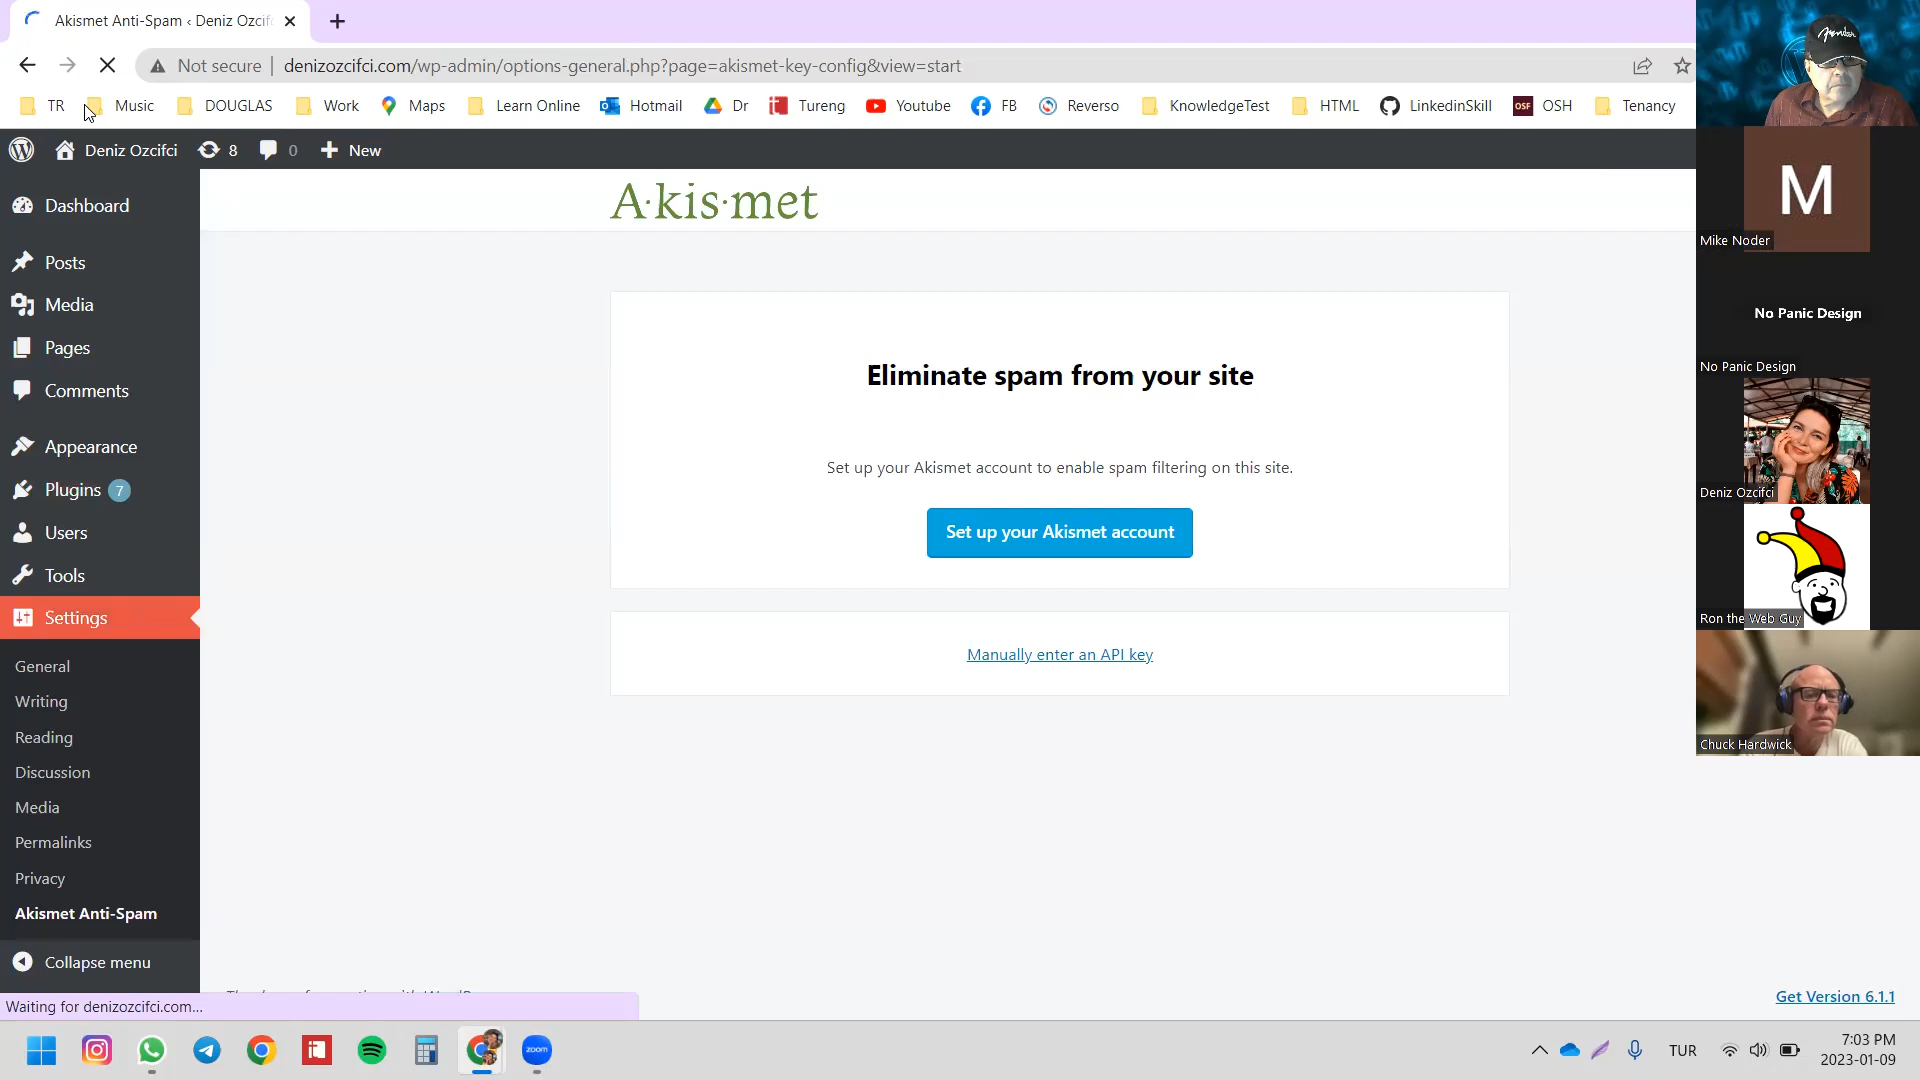 Akismet Anti-Spam ‹ Deniz Ozcif
Not secure
denizozcifci.com/wp-admin/options-general.php?page=akismet-key-config&view=start
TR
Music
DOUGLAS
Work
Maps
Learn Online
Hotmail
Dr
Tureng
Youtube
FB
Reverso
KnowledgeTest
HTML
LinkedinSkill
OSF
OSH
Tenancy
Deniz Ozcifci
8
0
New
Dashboard
Posts
Media
Pages
Comments
Appearance
Plugins 7
Users
Tools
Settings
General
Writing
Reading
Discussion
Media
Permalinks
Privacy
Akismet Anti-Spam
Collapse menu
A·kis·met
Eliminate spam from your site
Set up your Akismet account to enable spam filtering on this site.
Set up your Akismet account
Manually enter an API key
Get Version 6.1.1
Waiting for denizozcifci.com...
Fender
M
Mike Noder
No Panic Design
No Panic Design
Deniz Ozcifci
Ron the Web Guy
Chuck Hardwick
zoom
TUR
7:03 PM
2023-01-09